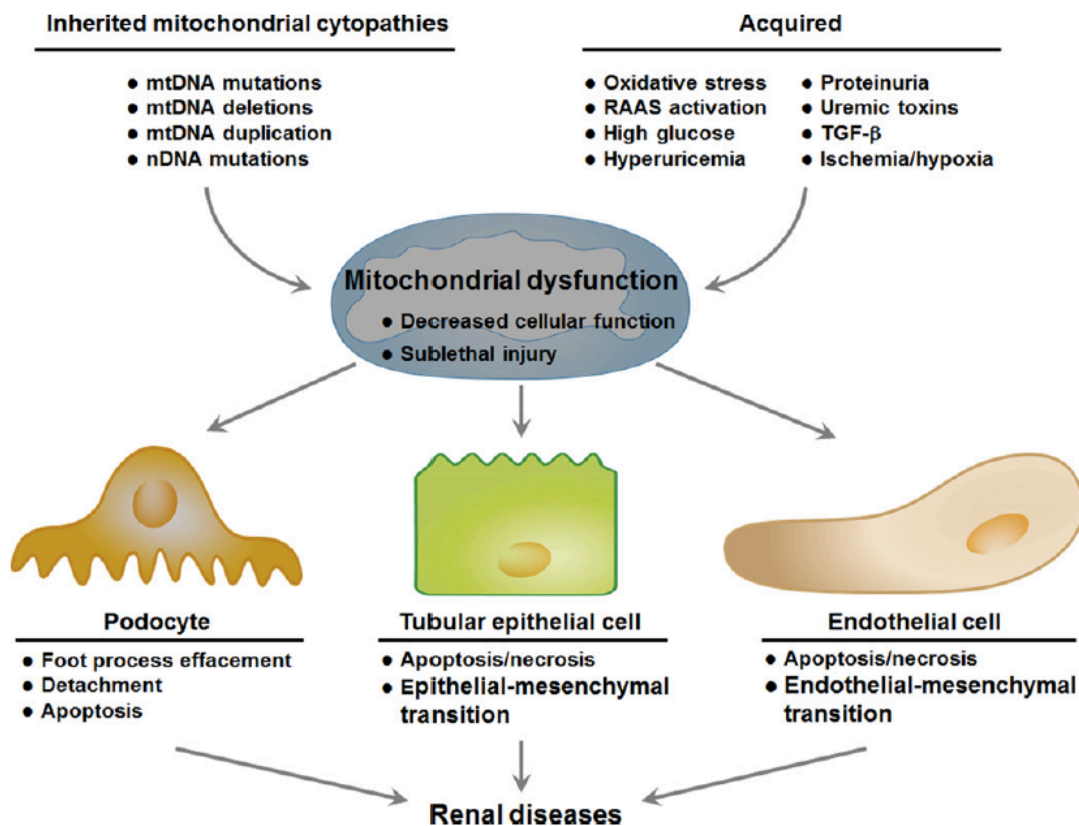 Inherited mitochondrial cytopathies
● mtDNA mutations
● mtDNA deletions
● mtDNA duplication
● nDNA mutations
Acquired
● Oxidative stress
● RAAS activation
● High glucose
● Hyperuricemia
● Proteinuria
● Uremic toxins
● TGF-β
● Ischemia/hypoxia
Mitochondrial dysfunction
● Decreased cellular function
● Sublethal injury
Podocyte
● Foot process effacement
● Detachment
● Apoptosis
Tubular epithelial cell
● Apoptosis/necrosis
● Epithelial-mesenchymal
transition
Endothelial cell
● Apoptosis/necrosis
● Endothelial-mesenchymal
transition
Renal diseases